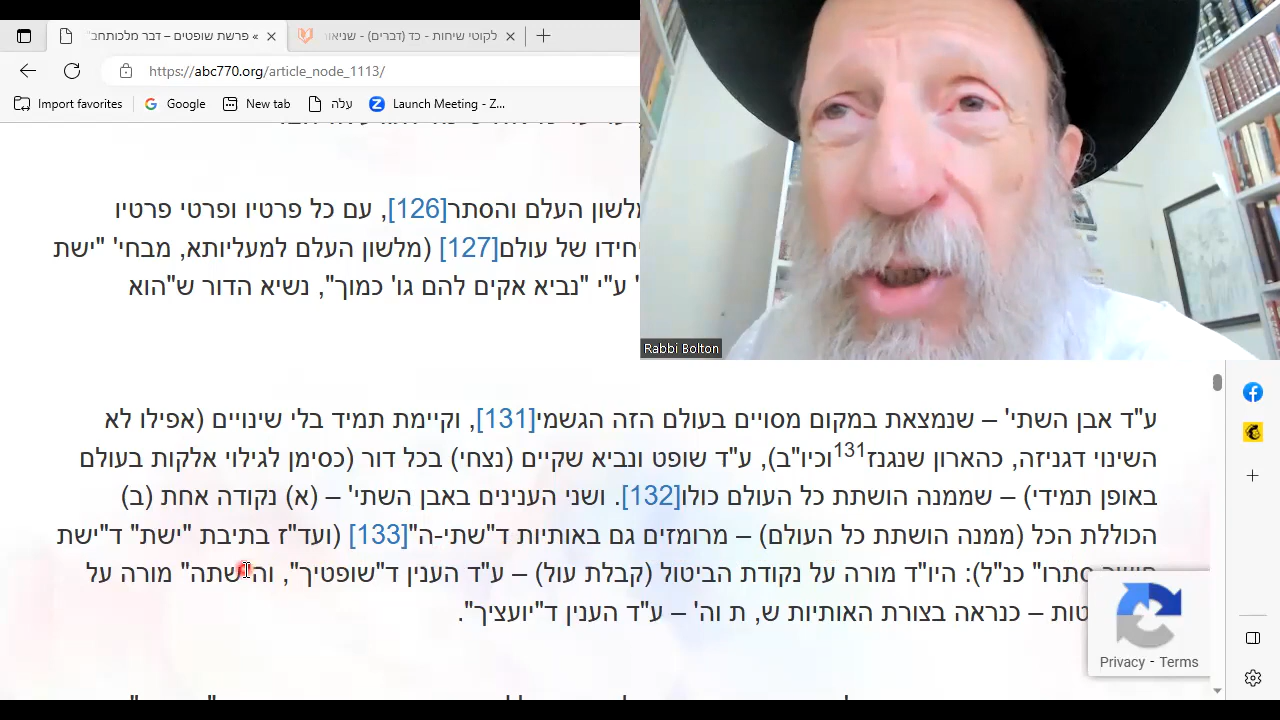 « פרשת שופטים – דבר מלכותחב"
לקוטי שיחות - כד (דברים) - שניאור
https://abc770.org/article_node_1113/
Import favorites
Google
New tab
עלה
Launch Meeting - Z...
מלשון העלם והסתר[126], עם כל פרטיו ופרטי פרטיו
יחידו של עולם[127] (מלשון העלם למעליותא, מבחי' "ישת
' ע"י "נביא אקים להם גו' כמוך", נשיא הדור ש"הוא
Rabbi Bolton
ע"ד אבן השתי' – שנמצאת במקום מסויים בעולם הזה הגשמי[131], וקיימת תמיד בלי שינויים (אפילו לא
השינוי דגניזה, כהארון שנגנז131 וכיו"ב), ע"ד שופט ונביא שקיים (נצחי) בכל דור (כסימן לגילוי אלקות בעולם
באופן תמידי) – שממנה הושתת כל העולם כולו[132]. ושני הענינים באבן השתי' – (א) נקודה אחת (ב)
הכוללת הכל (ממנה הושתת כל העולם) – מרומזים גם באותיות ד"שתי-ה"[133] (ועד"ז בתיבת "ישת" ד"ישת
סתרו" כנ"ל): היו"ד מורה על נקודת הביטול (קבלת עול) – ע"ד הענין ד"שופטיך", וה"שתה" מורה על
טות – כנראה בצורת האותיות ש, ת וה' – ע"ד הענין ד"יועציך".
Privacy - Terms